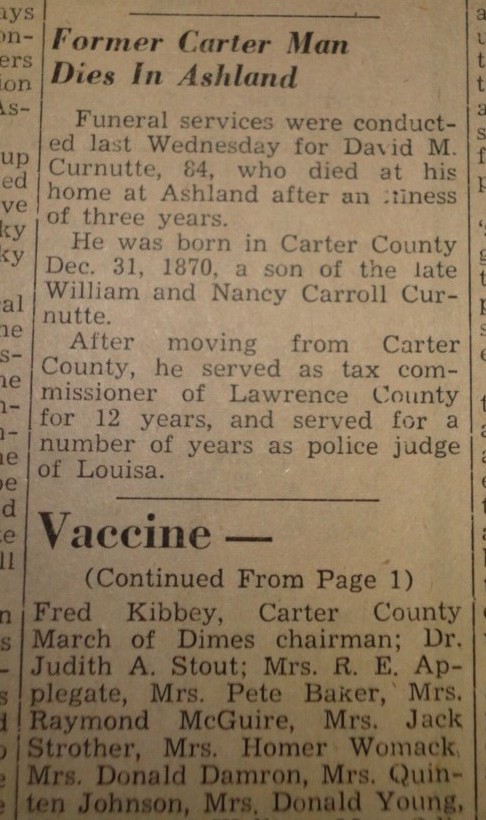 Former Carter Man
Dies In Ashland
Funeral services were conduct-
ed last Wednesday for David M.
Curnutte, 84, who died at his
home at Ashland after an
of three years.
He was born in Carter County
Dec. 31, 1870, a son of the late
William and Nancy Carroll Cur-
nutte.
After moving from Carter
County, he served as tax com-
missioner of Lawrence County
for 12 years, and served for a
number of years as police judge
of Louisa.
Vaccine —
(Continued From Page 1)
Fred Kibbey, Carter County
March of Dimes chairman; Dr.
Judith A. Stout; Mrs. R. E. Ap-
plegate, Mrs. Pete Baker, Mrs.
Raymond McGuire, Mrs. Jack
Strother, Mrs. Homer Womack,
Mrs. Donald Damron, Mrs. Quin-
ten Johnson, Mrs. Donald Young,